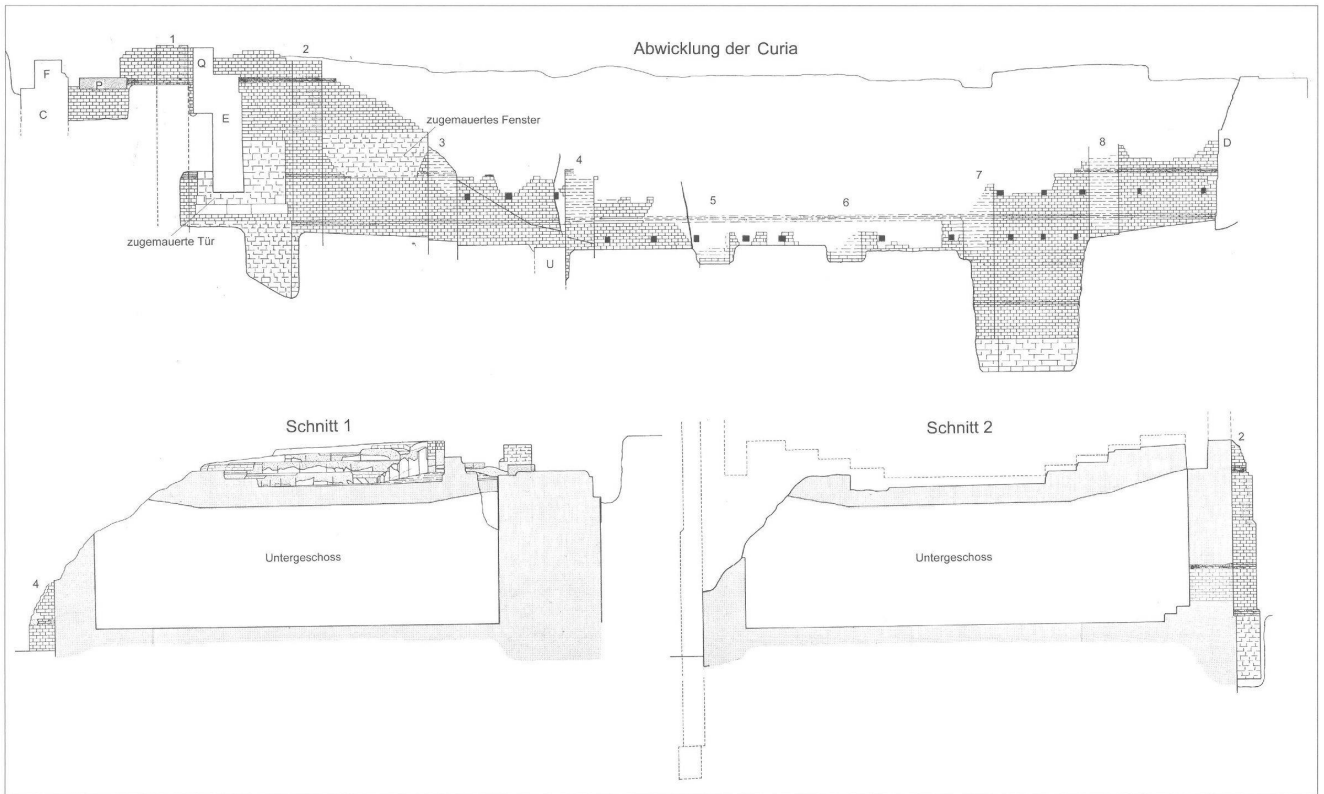 Abwicklung der Curia
1
2
F
Q
P
C
E
zugemauertes Fenster
3
4
5
6
7
8
D
zugemauerte Tür
U
Schnitt 1
Schnitt 2
2
Untergeschoss
Untergeschoss
4